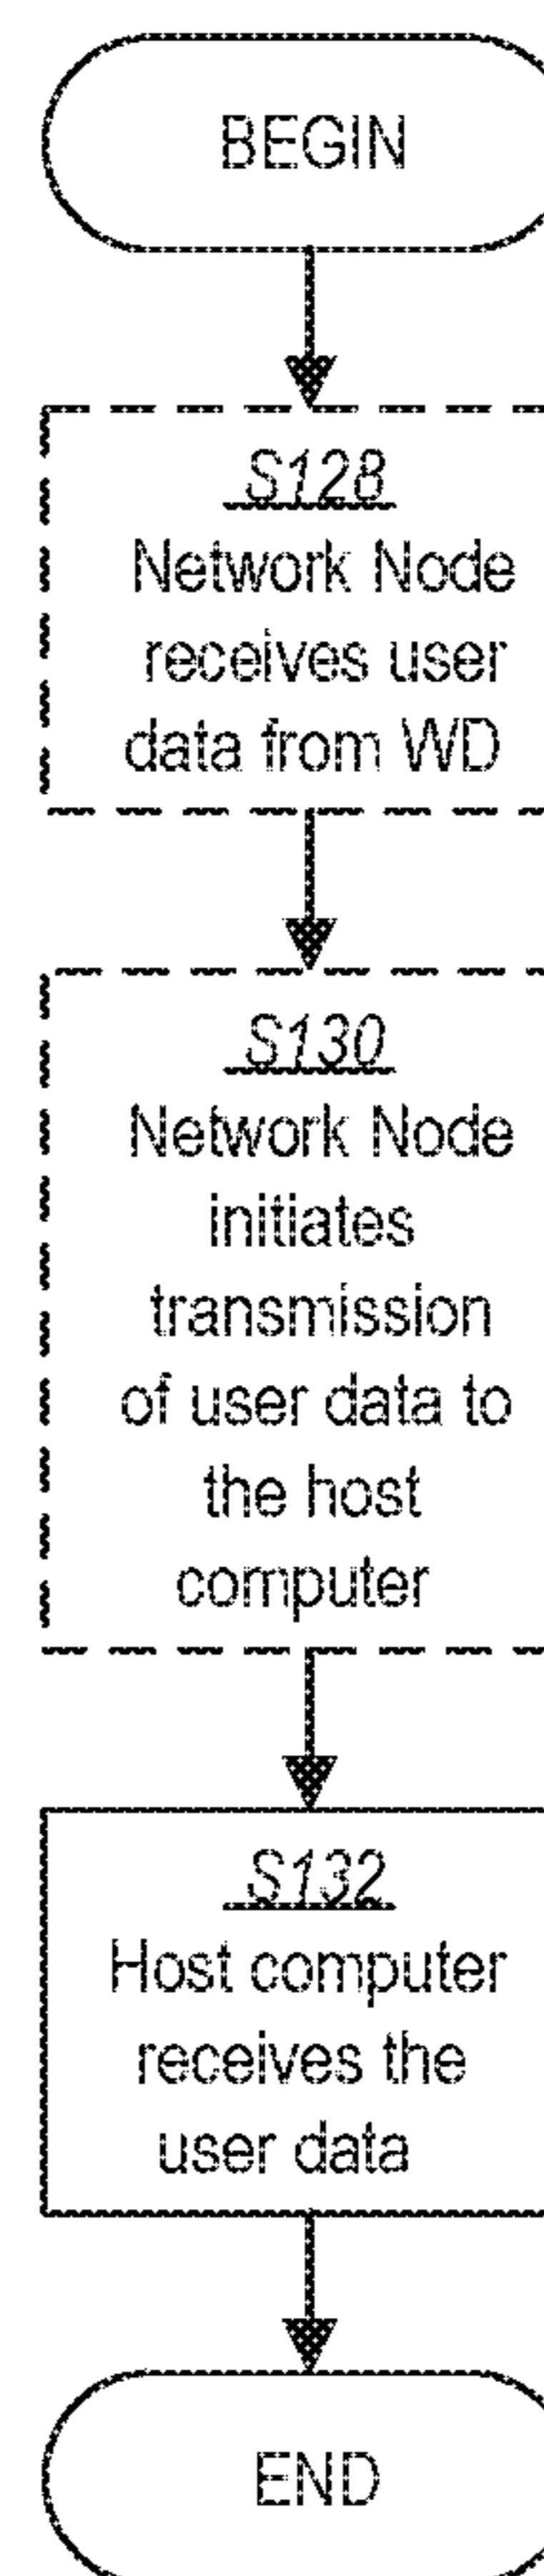 BEGIN
S128
Network Node
receives user
data from WD
S130
Network Node
initiates
transmission
of user data to
the host
computer
S132
Host computer
receives the
user data
END